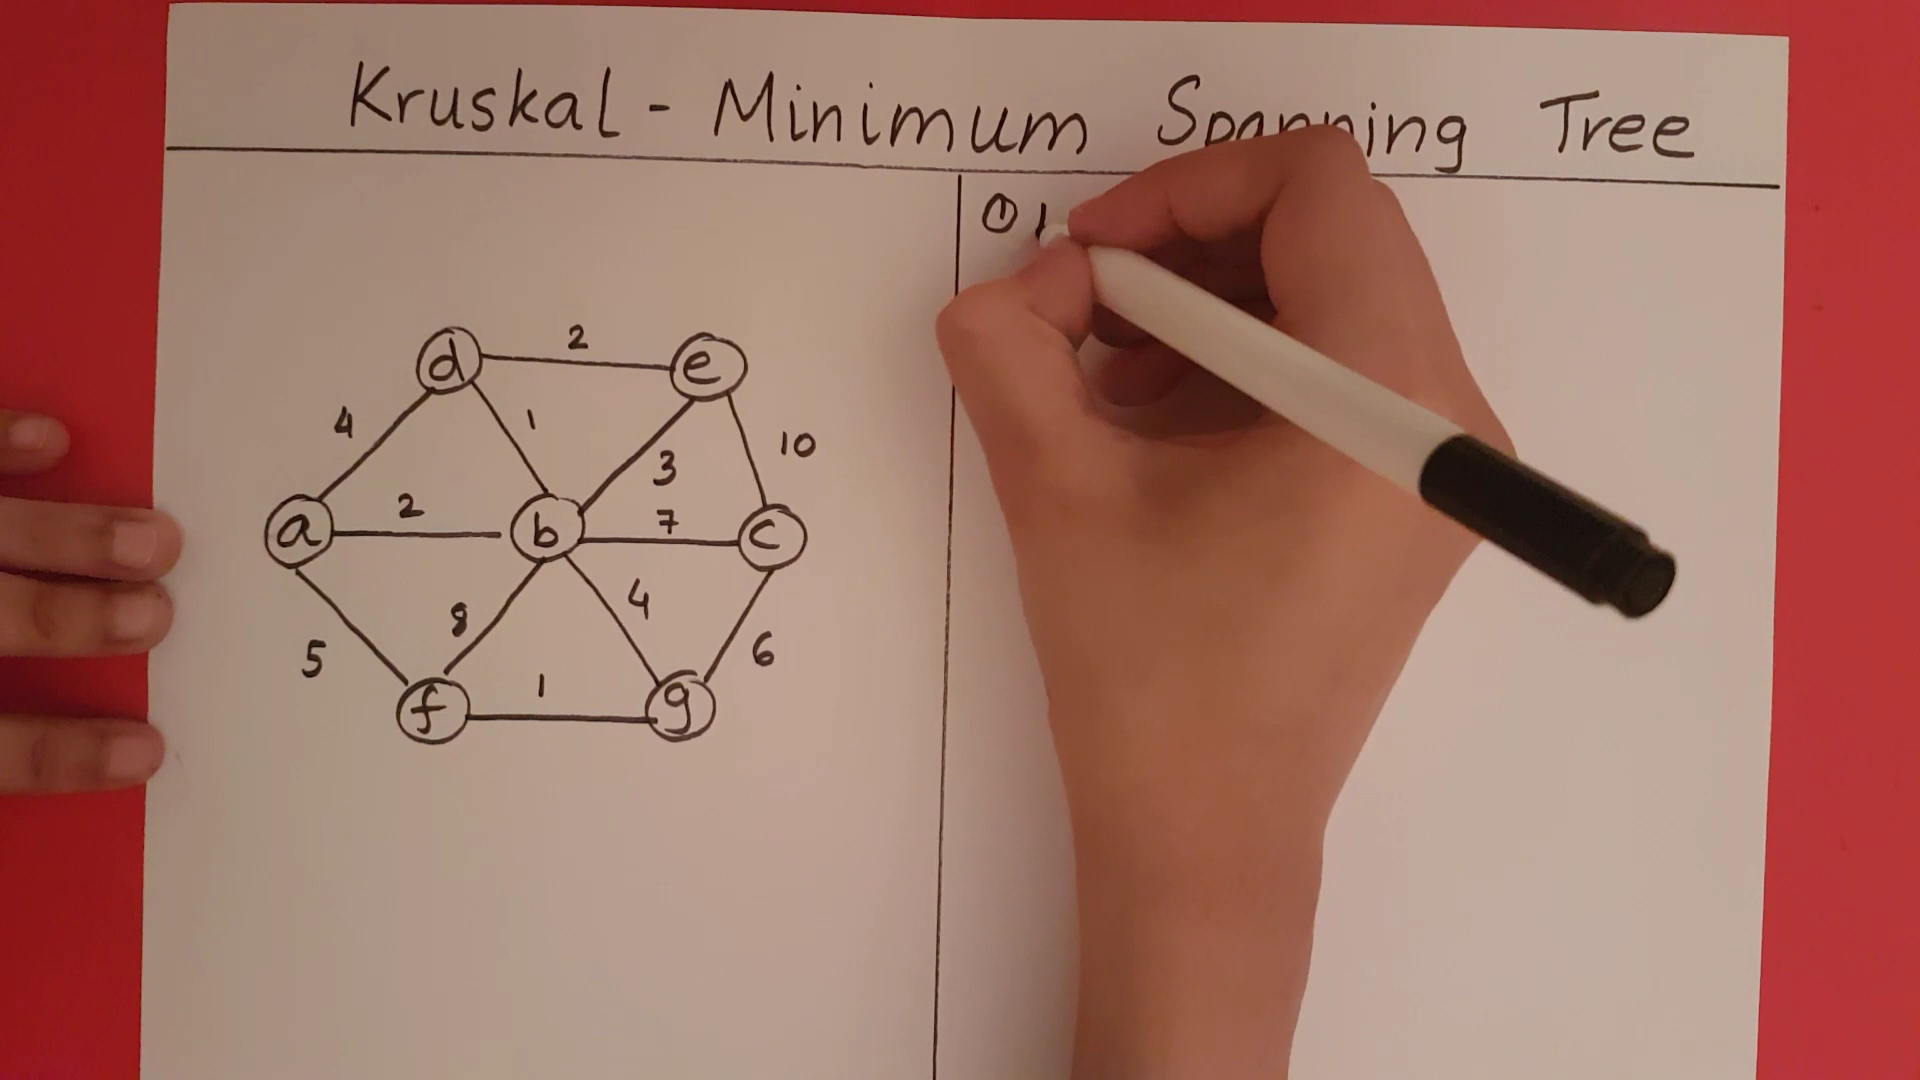 Kruskal - Minimum Spanning Tree
①
d 2 e
4 1 3 10
a 2 b 7 c
5 8 4 6
f 1 g